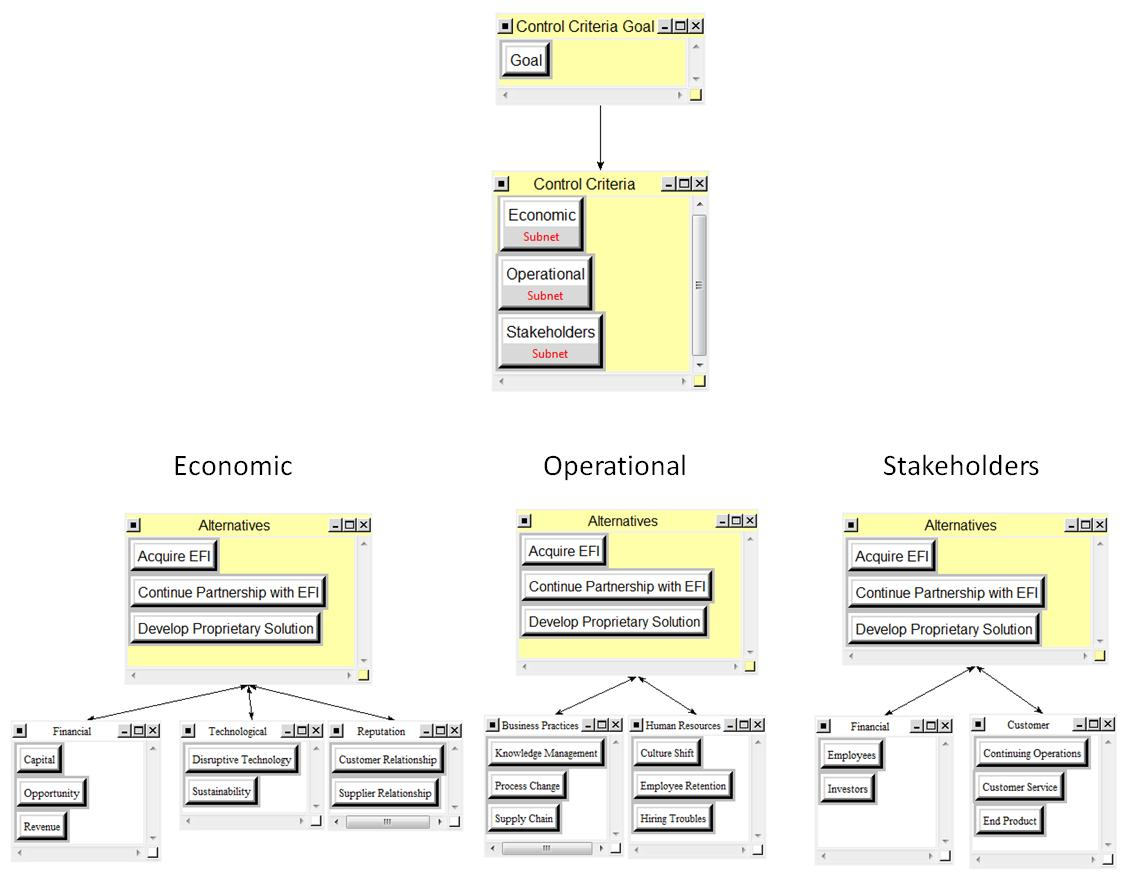 Control Criteria Goal
Goal
Control Criteria
Economic
Subnet
Operational
Subnet
Stakeholders
Subnet
Economic
Alternatives
Acquire EFI
Continue Partnership with EFI
Develop Proprietary Solution
Financial
Capital
Opportunity
Revenue
Technological
Disruptive Technology
Sustainability
Reputation
Customer Relationship
Supplier Relationship
Operational
Alternatives
Acquire EFI
Continue Partnership with EFI
Develop Proprietary Solution
Business Practices
Knowledge Management
Process Change
Supply Chain
Human Resources
Culture Shift
Employee Retention
Hiring Troubles
Stakeholders
Alternatives
Acquire EFI
Continue Partnership with EFI
Develop Proprietary Solution
Financial
Employees
Investors
Customer
Continuing Operations
Customer Service
End Product